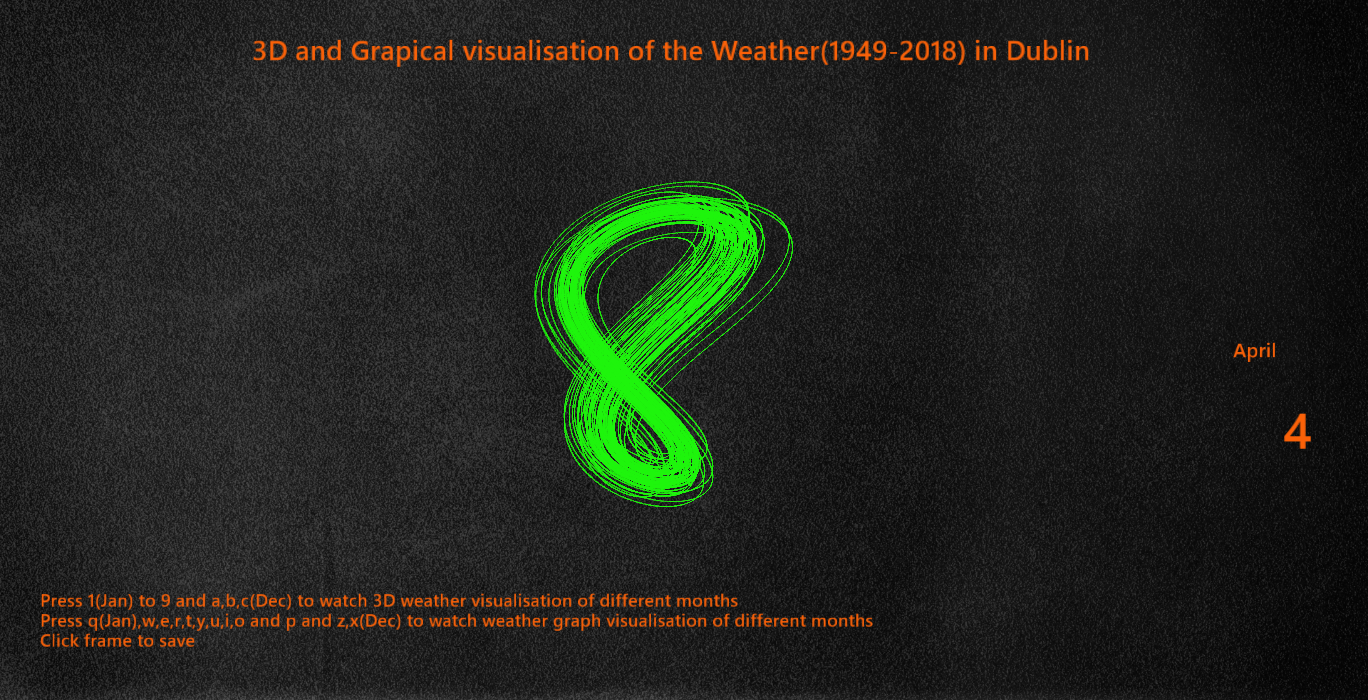 3D and Grapical visualisation of the Weather(1949-2018) in Dublin
April
4
Press 1(Jan) to 9 and a,b,c(Dec) to watch 3D weather visualisation of different months
Press q(Jan),w,e,r,t,y,u,i,o and p and z,x(Dec) to watch weather graph visualisation of different months
Click frame to save